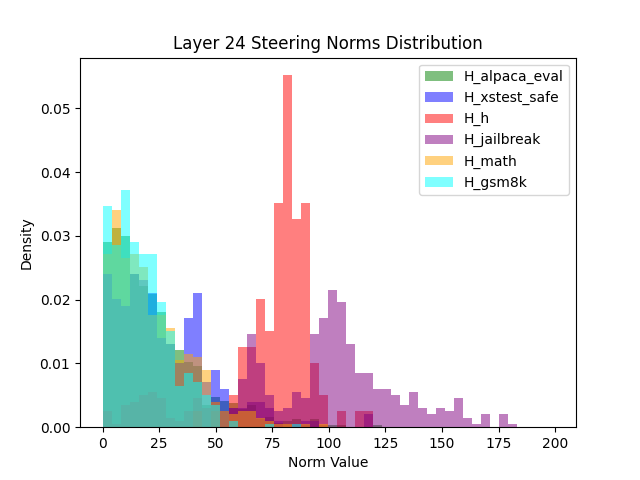 Layer 24 Steering Norms Distribution
H_alpaca_eval
H_xstest_safe
H_h
H_jailbreak
H_math
H_gsm8k
Density
0.05
0.04
0.03
0.02
0.01
0.00
0 25 50 75 100 125 150 175 200
Norm Value